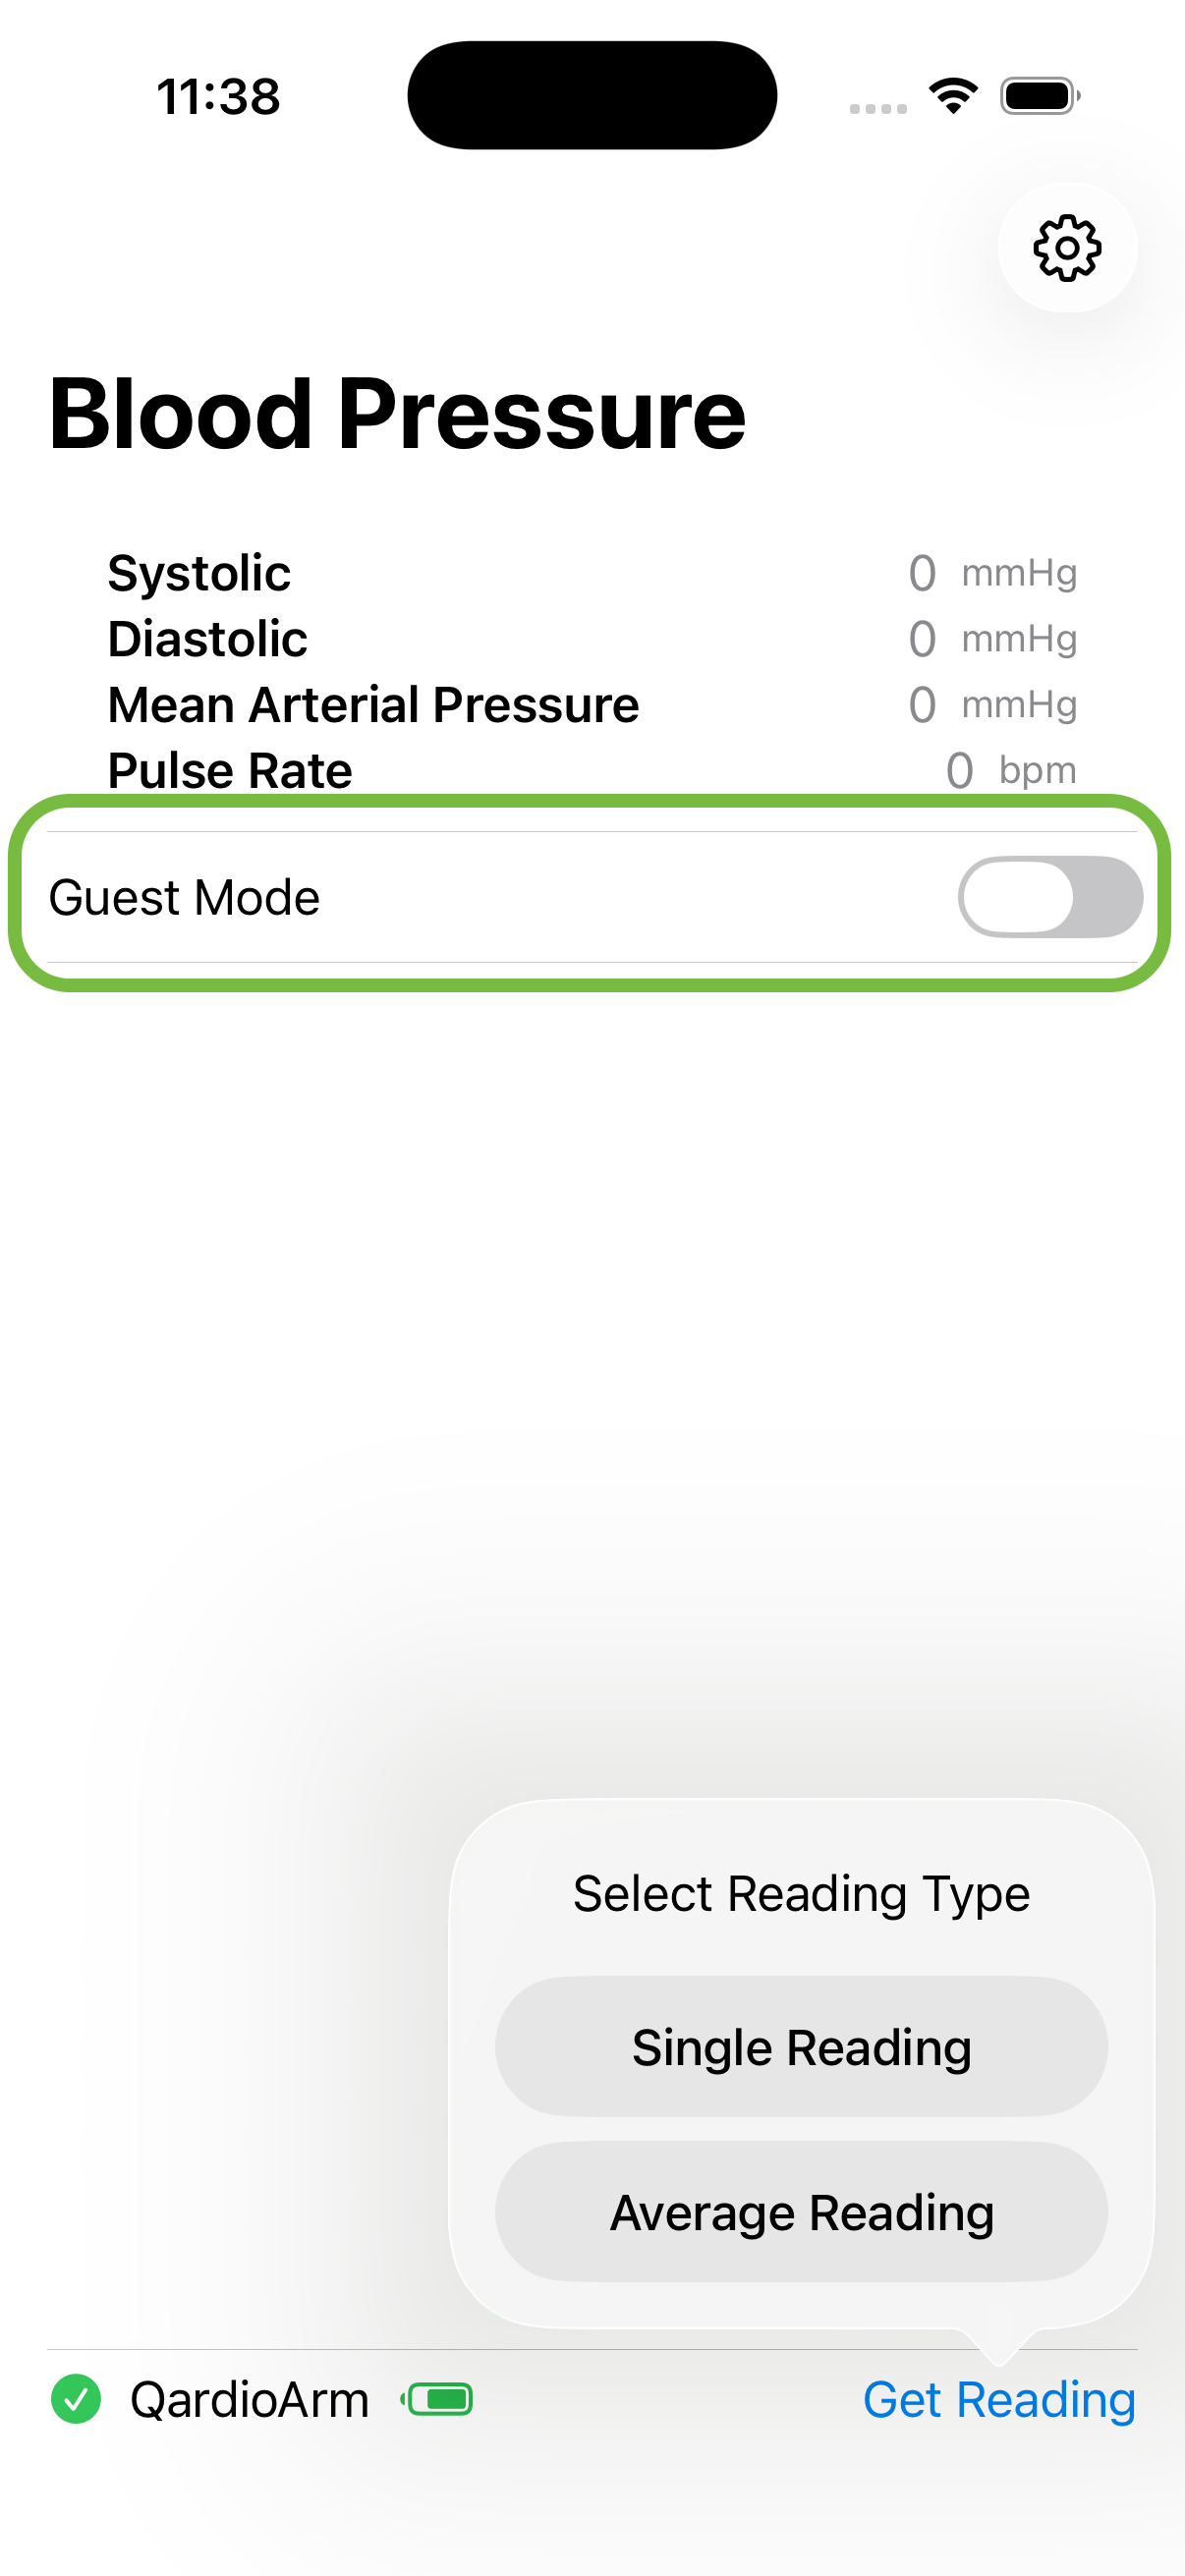 11:38
Blood Pressure
Systolic 0 mmHg
Diastolic 0 mmHg
Mean Arterial Pressure 0 mmHg
Pulse Rate 0 bpm
Guest Mode
Select Reading Type
Single Reading
Average Reading
QardioArm Get Reading